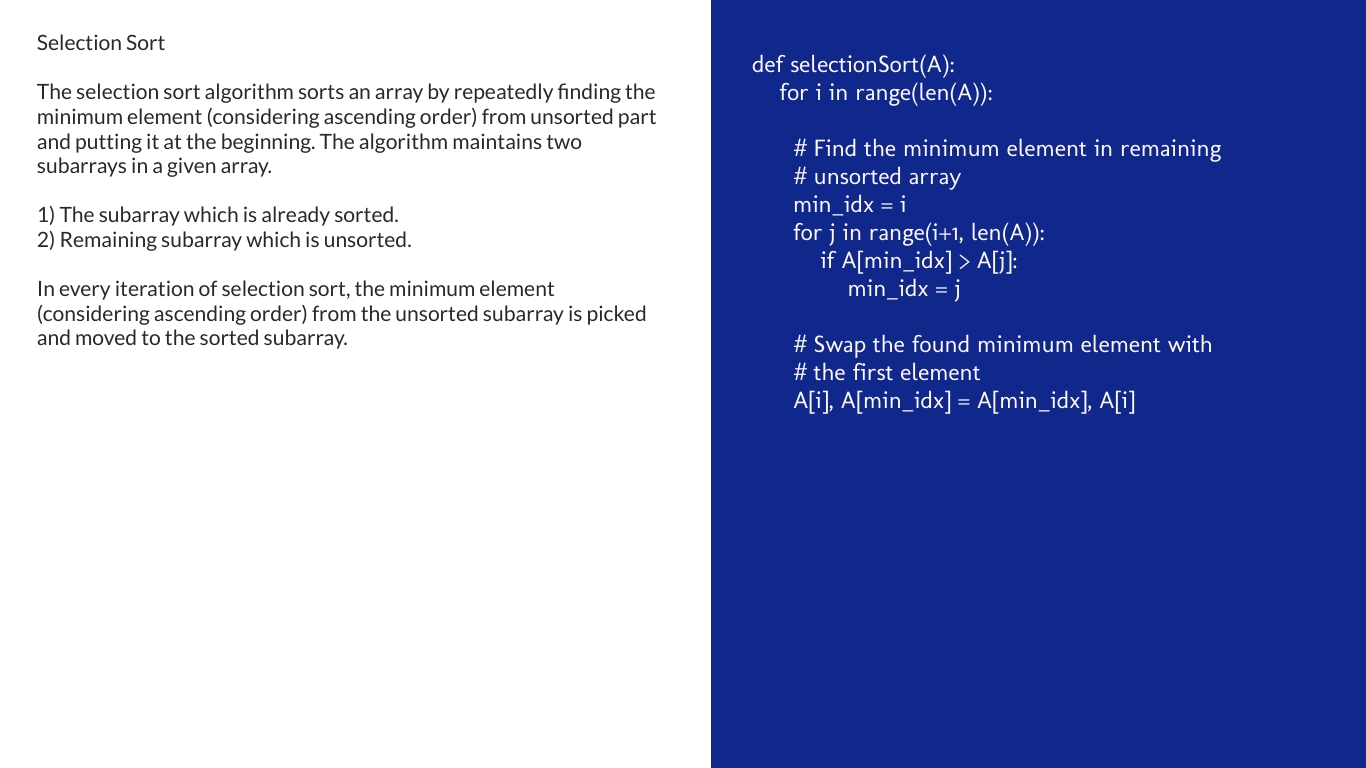 Selection Sort
The selection sort algorithm sorts an array by repeatedly finding the
minimum element (considering ascending order) from unsorted part
and putting it at the beginning. The algorithm maintains two
subarrays in a given array.
1) The subarray which is already sorted.
2) Remaining subarray which is unsorted.
In every iteration of selection sort, the minimum element
(considering ascending order) from the unsorted subarray is picked
and moved to the sorted subarray.
def selectionSort(A):
for i in range(len(A)):
# Find the minimum element in remaining
# unsorted array
min_idx = i
for j in range(i+1, len(A)):
if A[min_idx] > A[j]:
min_idx = j
# Swap the found minimum element with
# the first element
A[i], A[min_idx] = A[min_idx], A[i]